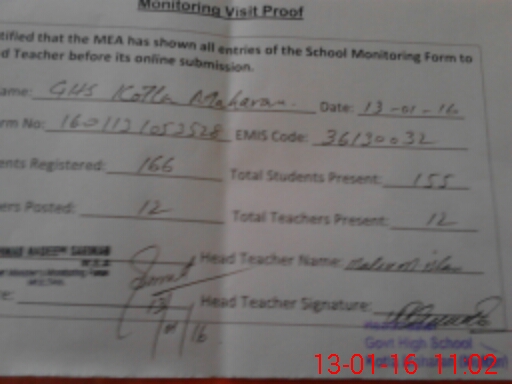 Monitoring Visit Proof
tified that the MEA has shown all entries of the School Monitoring Form to
d Teacher before its online submission.
ame: GHS Kotla Maharan. Date: 13-01-16
rm No: EMIS Code: 36130032
ents Registered: 166 Total Students Present: 155
ers Posted: 12 Total Teachers Present: 12
Head Teacher Name:
e: Head Teacher Signature:
13/01/16
Govt High School
13-01-16 11:02